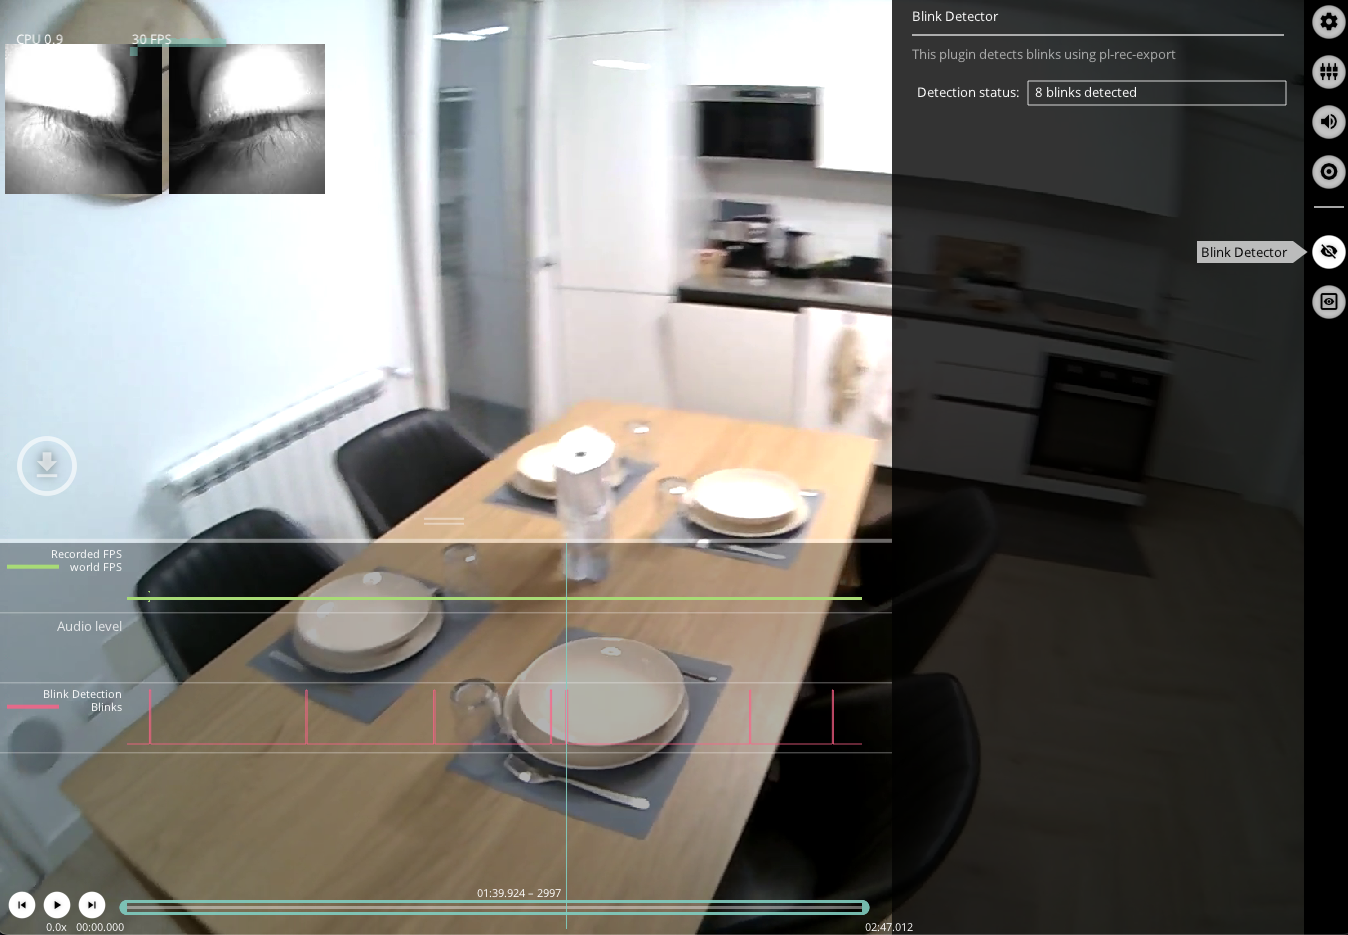 CPU 0.9
30 FPS
Blink Detector
This plugin detects blinks using pl-rec-export
Detection status: 8 blinks detected
Blink Detector
Recorded FPS
world FPS
Audio level
Blink Detection
Blinks
01:39.924 – 2997
0.0x 00:00.000
02:47.012